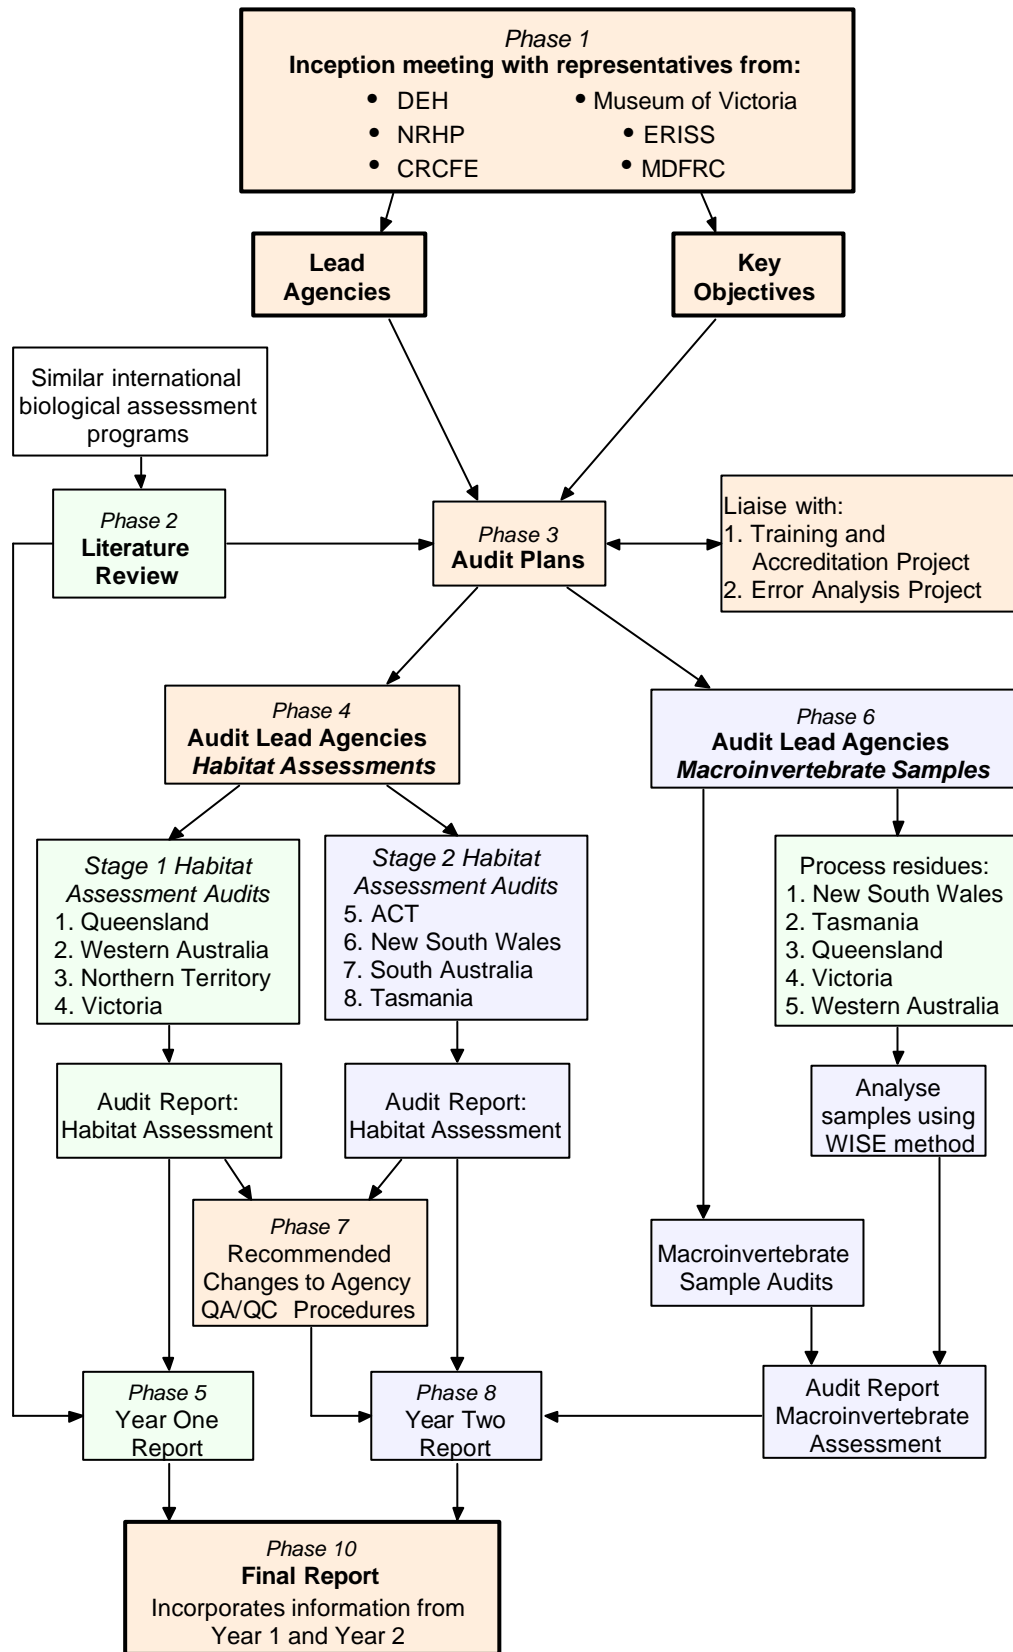 Phase 1
Inception meeting with representatives from:
• DEH
• NRHP
• CRCFE
• Museum of Victoria
• ERISS
• MDFRC
Lead
Agencies
Key
Objectives
Similar international
biological assessment
programs
Phase 2
Literature
Review
Phase 3
Audit Plans
Liaise with:
1. Training and
Accreditation Project
2. Error Analysis Project
Phase 4
Audit Lead Agencies
Habitat Assessments
Phase 6
Audit Lead Agencies
Macroinvertebrate Samples
Stage 1 Habitat
Assessment Audits
1. Queensland
2. Western Australia
3. Northern Territory
4. Victoria
Stage 2 Habitat
Assessment Audits
5. ACT
6. New South Wales
7. South Australia
8. Tasmania
Process residues:
1. New South Wales
2. Tasmania
3. Queensland
4. Victoria
5. Western Australia
Audit Report:
Habitat Assessment
Audit Report:
Habitat Assessment
Analyse
samples using
WISE method
Phase 7
Recommended
Changes to Agency
QA/QC Procedures
Macroinvertebrate
Sample Audits
Phase 5
Year One
Report
Phase 8
Year Two
Report
Audit Report
Macroinvertebrate
Assessment
Phase 10
Final Report
Incorporates information from
Year 1 and Year 2